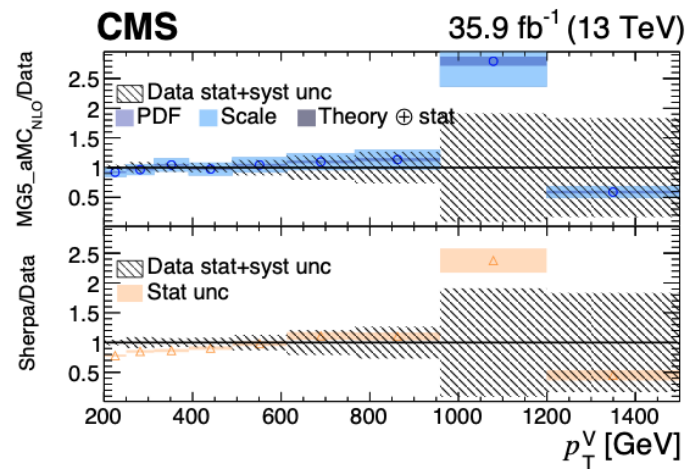 CMS 35.9 fb⁻¹ (13 TeV)
MG5_aMC_NLO/Data
2.5
2
1.5
1
0.5
Data stat+syst unc
PDF Scale Theory ⊕ stat
Sherpa/Data
2.5
2
1.5
1
0.5
Data stat+syst unc
Stat unc
200 400 600 800 1000 1200 1400
p_T^V [GeV]